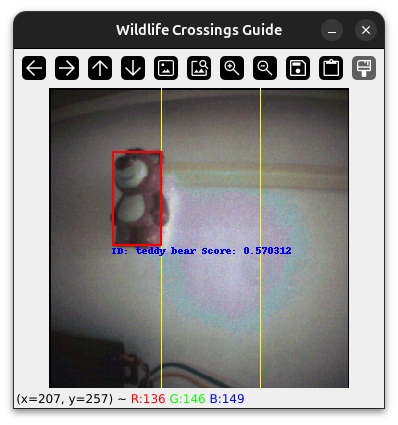 Wildlife Crossings Guide
ID: teddy bear Score: 0.570312
(x=207, y=257) ~ R:136 G:146 B:149